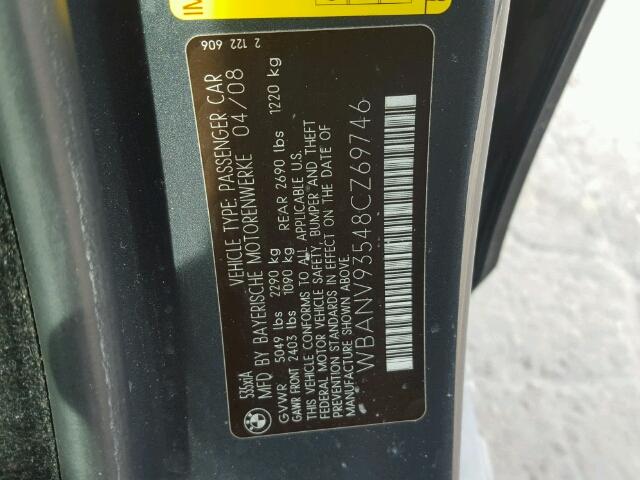 535xiA VEHICLE TYPE: PASSENGER CAR 2 122 606
MFD BY BAYERISCHE MOTORENWERKE 04/08
GVWR 5049 lbs 2290 kg
GAWR FRONT 2403 lbs 1090 kg REAR 2690 lbs 1220 kg
THIS VEHICLE CONFORMS TO ALL APPLICABLE U.S.
FEDERAL MOTOR VEHICLE SAFETY, BUMPER AND THEFT
PREVENTION STANDARDS IN EFFECT ON THE DATE OF
MANUFACTURE SHOWN ABOVE.
WBANV93548CZ69746